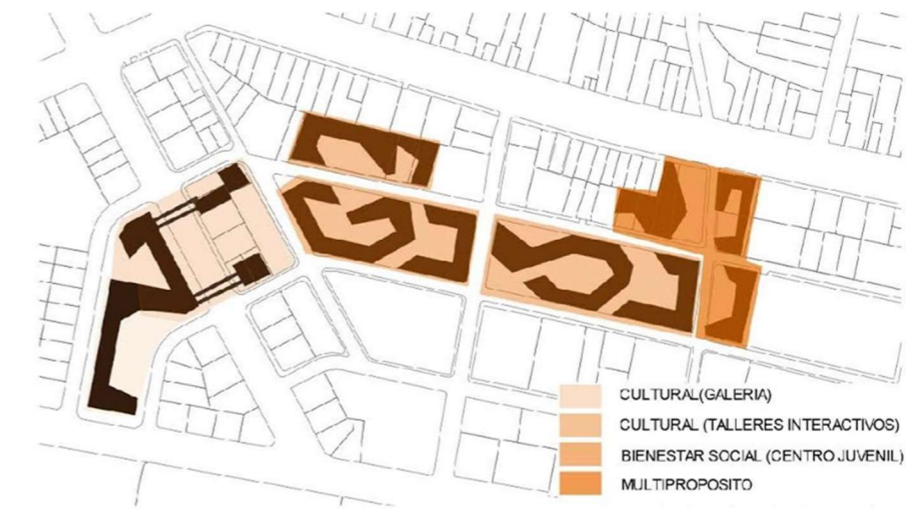 CULTURAL(GALERIA)
CULTURAL (TALLERES INTERACTIVOS)
BIENESTAR SOCIAL (CENTRO JUVENIL)
MULTIPROPOSITO